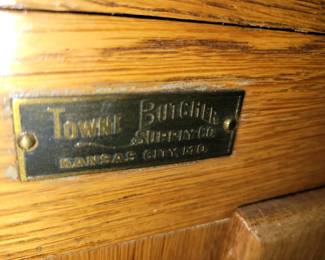 TOWNE BUTCHER
SUPPLY CO.
KANSAS CITY, MO.